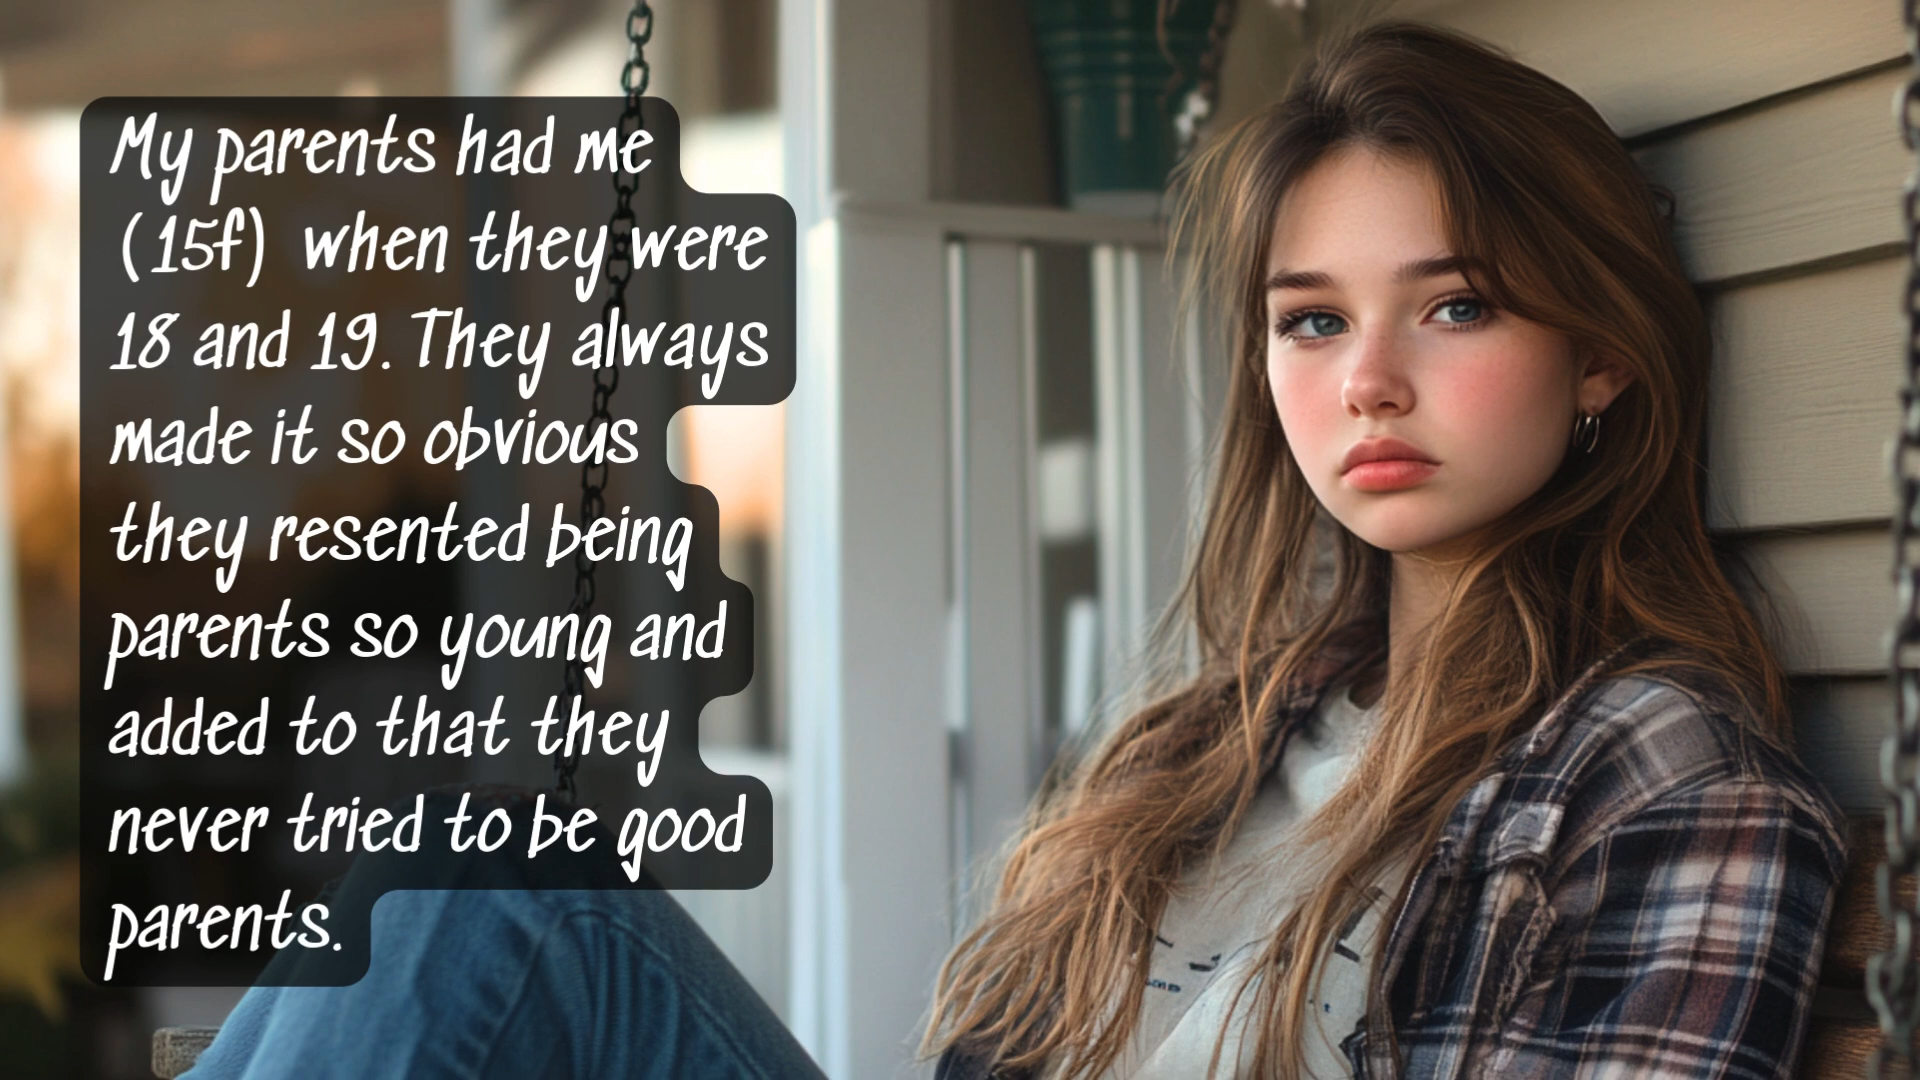 My parents had me
(15f) when they were
18 and 19. They always
made it so obvious
they resented being
parents so young and
added to that they
never tried to be good
parents.